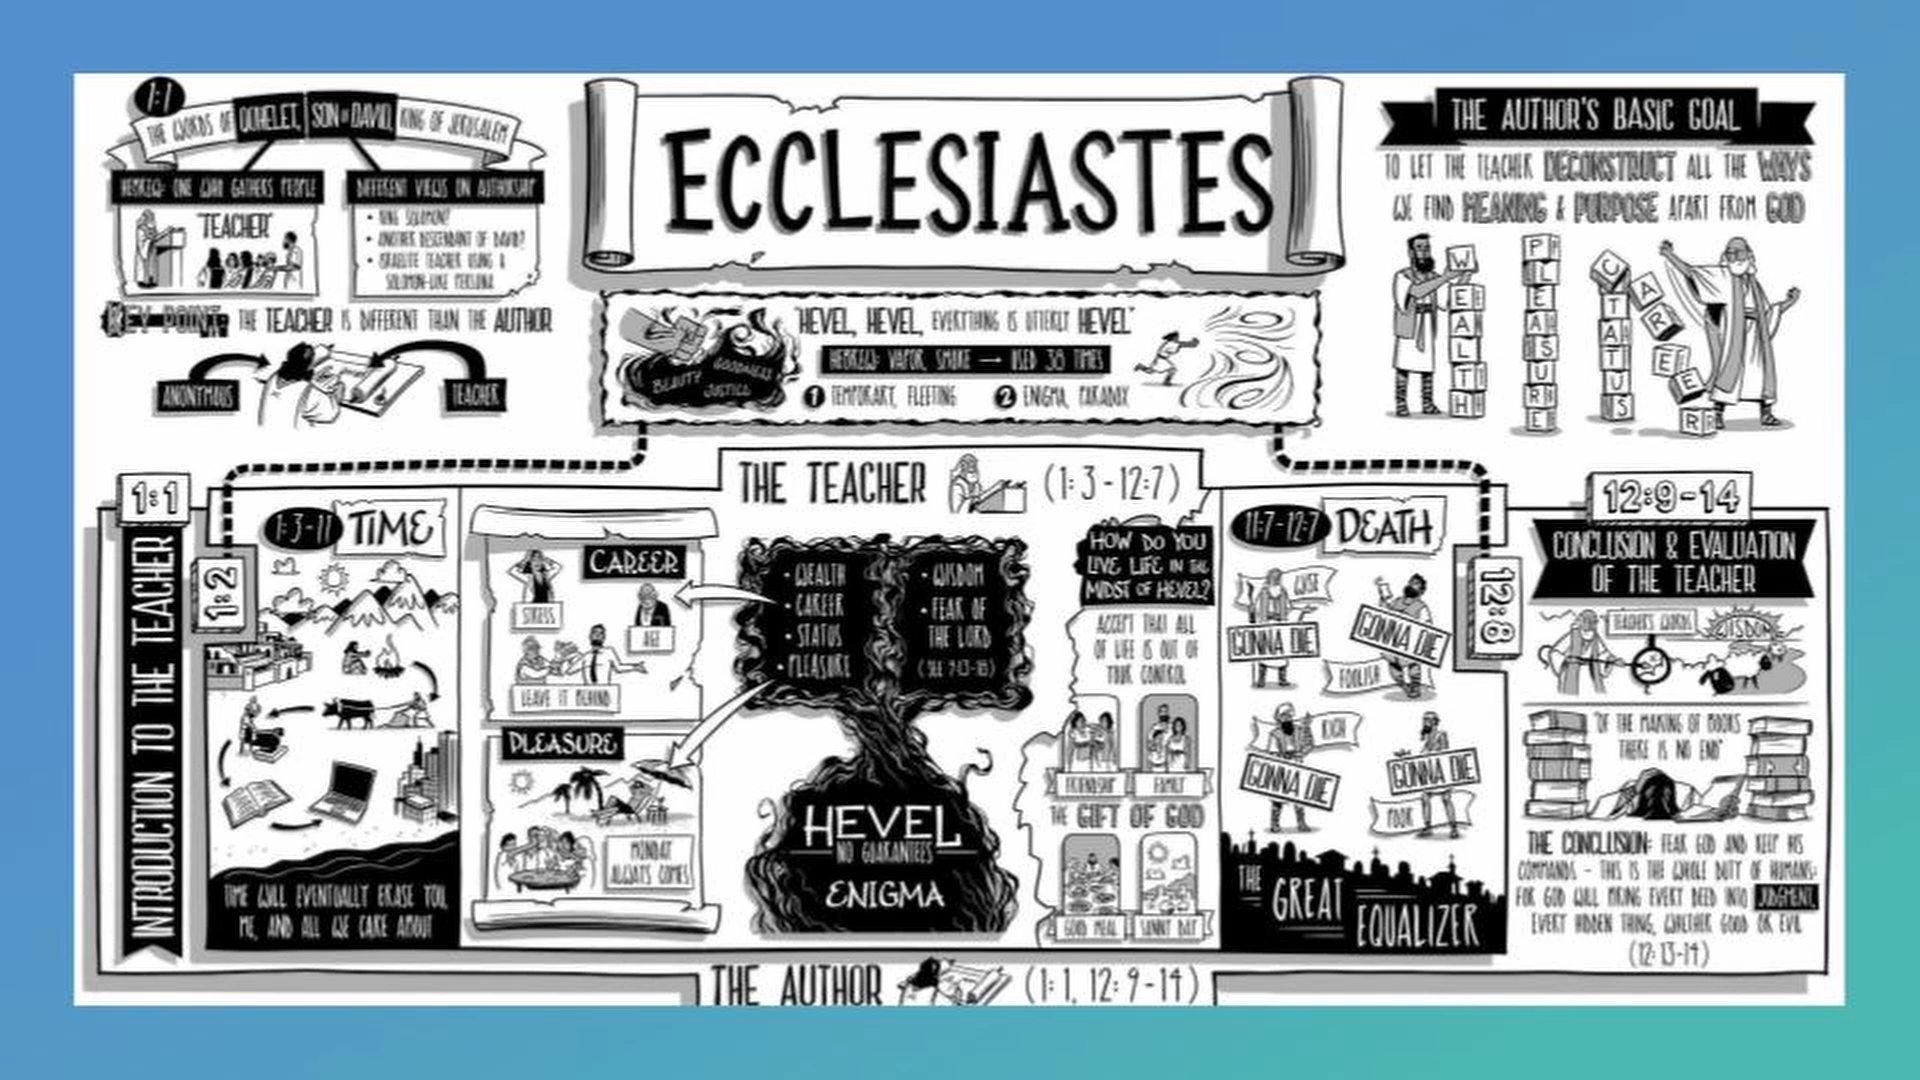 1:1
THE WORDS OF QOHELET, SON OF DAVID, KING OF JERUSALEM
HEBREW: ONE WHO GATHERS PEOPLE
"TEACHER"
DIFFERENT VIEWS ON AUTHORSHIP
• KING SOLOMON?
• ANOTHER DESCENDANT OF DAVID?
• ISRAELITE TEACHER USING A
SOLOMON-LIKE PERSONA
KEY POINT: THE TEACHER IS DIFFERENT THAN THE AUTHOR
ANONYMOUS
TEACHER
ECCLESIASTES
"HEVEL, HEVEL, EVERYTHING IS UTTERLY HEVEL"
HEBREW: VAPOR, SMOKE → USED 38 TIMES
1 TEMPORARY, FLEETING
2 ENIGMA, PARADOX
BEAUTY
GOODNESS
JUSTICE
THE AUTHOR'S BASIC GOAL
TO LET THE TEACHER DECONSTRUCT ALL THE WAYS
WE FIND MEANING & PURPOSE APART FROM GOD
WEALTH
PLEASURE
STATUS
CAREER
THE TEACHER (1:3-12:7)
1:1
INTRODUCTION TO THE TEACHER
1:2
1:3-11 TIME
TIME WILL EVENTUALLY ERASE YOU,
ME, AND ALL WE CARE ABOUT
CAREER
STRESS
AGE
LEAVE IT BEHIND
PLEASURE
MONDAY
ALWAYS COMES
• WEALTH
• CAREER
• STATUS
• PLEASURE
• WISDOM
• FEAR OF
THE LORD
HEVEL
NO GUARANTEES
ENIGMA
HOW DO YOU
LIVE LIFE IN THE
MIDST OF HEVEL?
ACCEPT THAT ALL
OF LIFE IS OUT OF
YOUR CONTROL
FRIENDSHIP
FAMILY
THE GIFT OF GOD
GOOD MEAL
SUNNY DAY
11:7-12:7 DEATH
WISE
GONNA DIE
GONNA DIE
FOOLISH
RICH
GONNA DIE
GONNA DIE
POOR
THE
GREAT
EQUALIZER
12:8
12:9-14
CONCLUSION & EVALUATION
OF THE TEACHER
TEACHER'S WORDS
WISDOM
"OF THE MAKING OF BOOKS
THERE IS NO END"
THE CONCLUSION: FEAR GOD AND KEEP HIS
COMMANDS - THIS IS THE WHOLE DUTY OF HUMANS:
FOR GOD WILL BRING EVERY DEED INTO JUDGMENT,
EVERY HIDDEN THING, WHETHER GOOD OR EVIL
(12:13-14)
THE AUTHOR (1:1, 12:9-14)